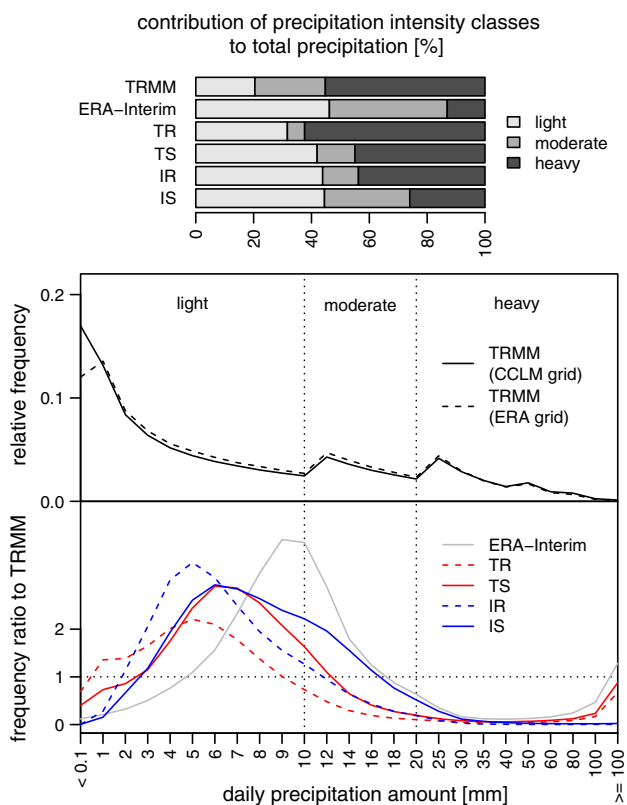 contribution of precipitation intensity classes
to total precipitation [%]
TRMM
ERA−Interim
TR
TS
IR
IS
light
moderate
heavy
0
20
40
60
80
100
relative frequency
0.2
0.1
0.0
light
moderate
heavy
TRMM
(CCLM grid)
TRMM
(ERA grid)
frequency ratio to TRMM
2
1
0
ERA−Interim
TR
TS
IR
IS
< 0.1
1
2
3
4
5
6
7
8
9
10
12
14
16
18
20
25
30
35
40
50
60
80
100
>= 100
daily precipitation amount [mm]